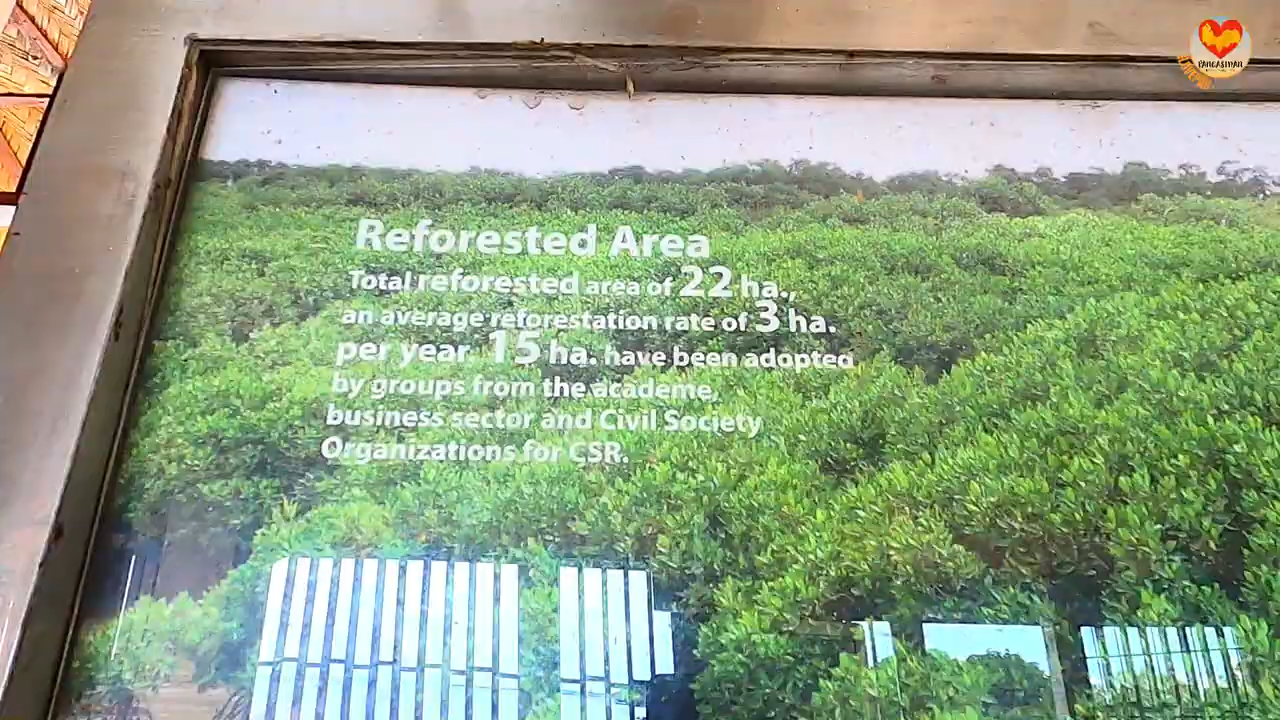 PANGASINAN
Reforested Area
Total reforested area of 22 ha.,
an average reforestation rate of 3 ha.
per year 15 ha. have been adopted
by groups from the academe,
business sector and Civil Society
Organizations for CSR.